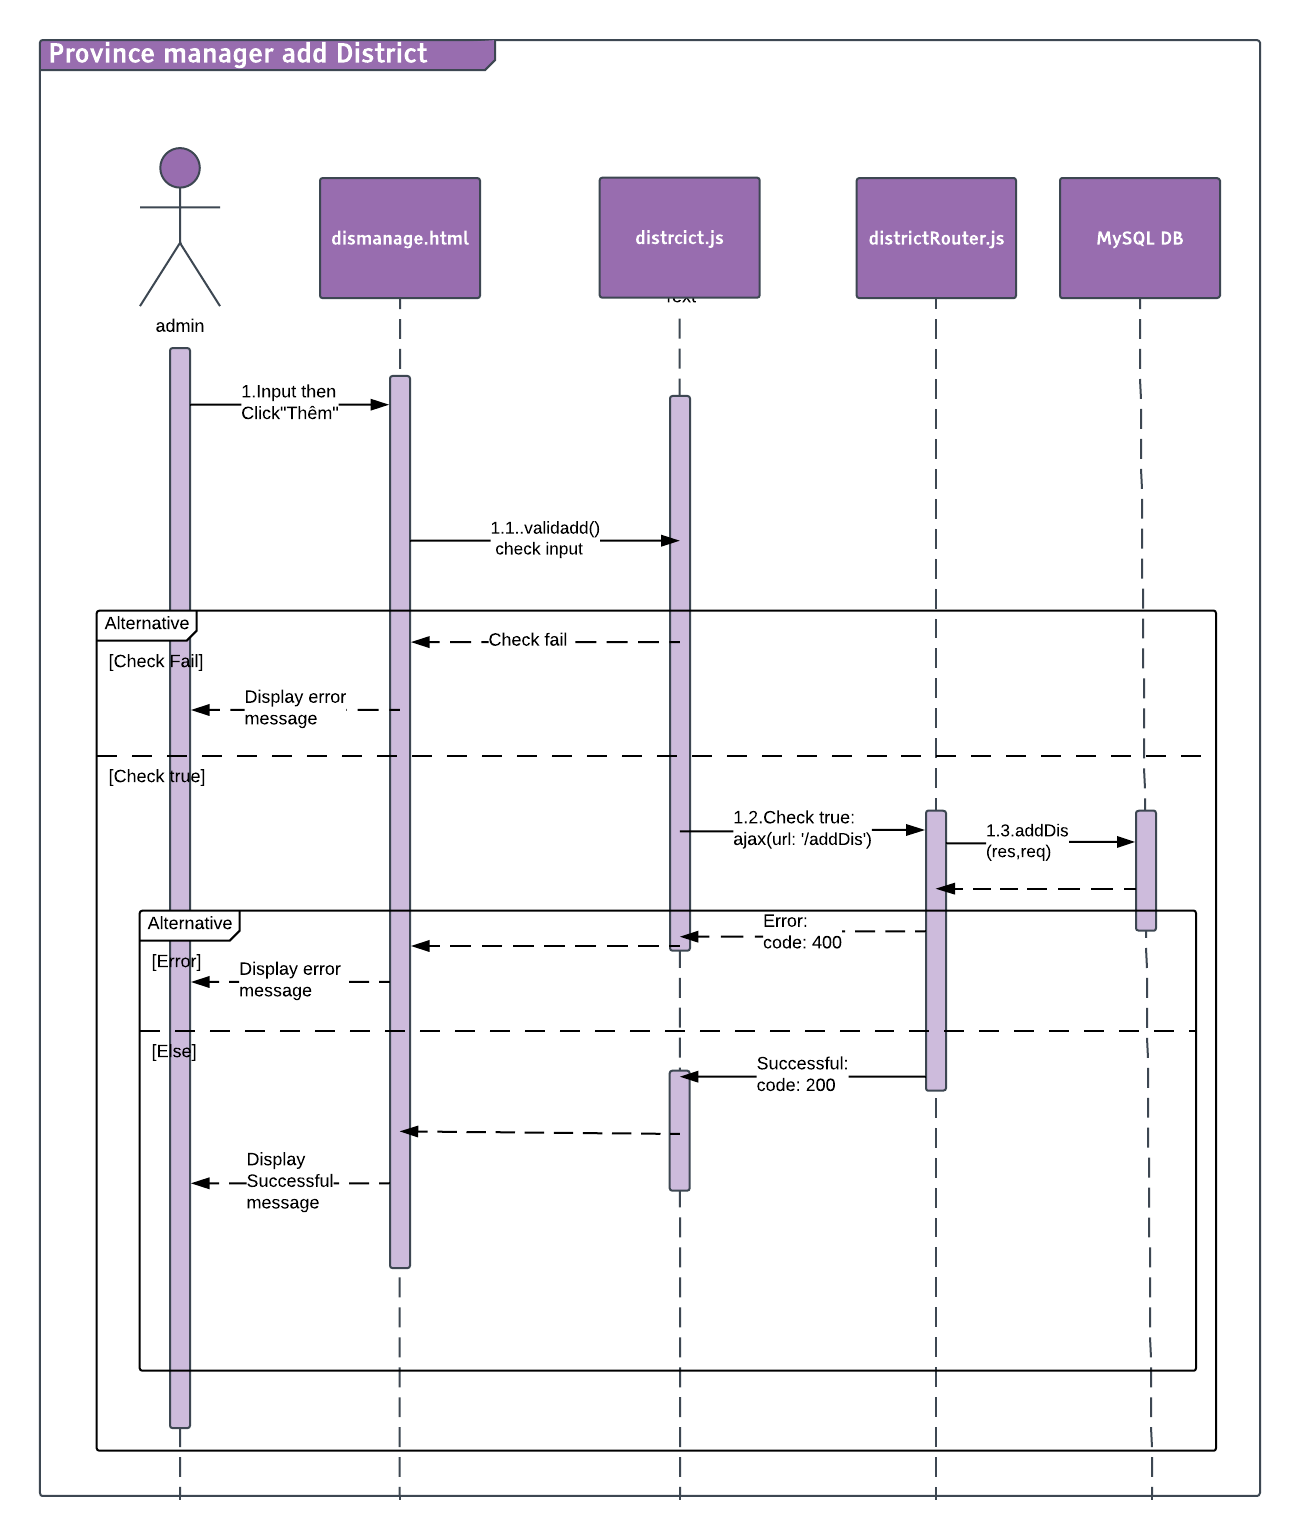 Province manager add District
dismanage.html
distrcict.js
districtRouter.js
MySQL DB
Text
admin
1.Input then
Click"Thêm"
1.1..validadd()
check input
Alternative
Check fail
[Check Fail]
Display error
message
[Check true]
1.2.Check true:
ajax(url: '/addDis')
1.3.addDis
(res,req)
Alternative
Error:
code: 400
[Error]
Display error
message
[Else]
Successful:
code: 200
Display
Successful
message